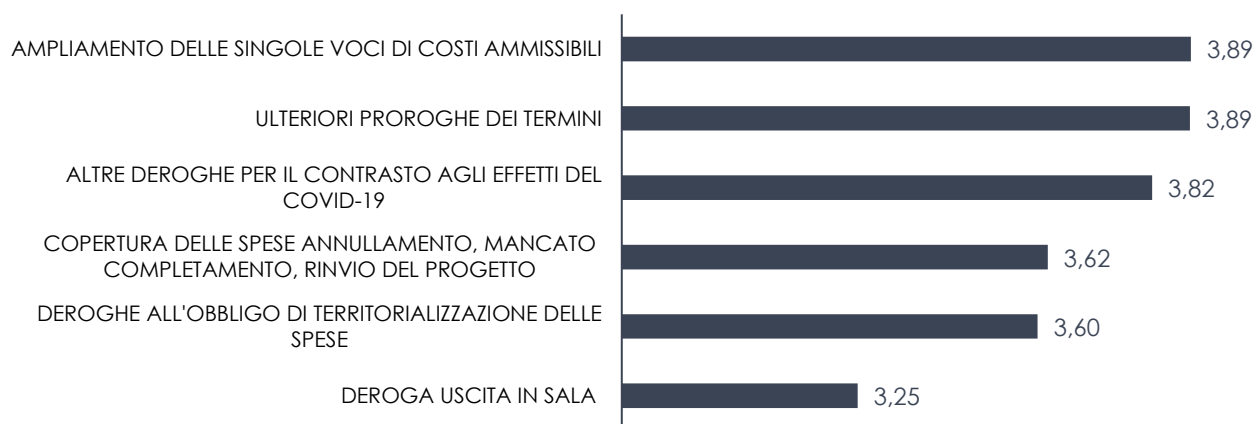 AMPLIAMENTO DELLE SINGOLE VOCI DI COSTI AMMISSIBILI 3,89
ULTERIORI PROROGHE DEI TERMINI 3,89
ALTRE DEROGHE PER IL CONTRASTO AGLI EFFETTI DEL
COVID-19
3,82
COPERTURA DELLE SPESE ANNULLAMENTO, MANCATO
COMPLETAMENTO, RINVIO DEL PROGETTO
3,62
DEROGHE ALL'OBBLIGO DI TERRITORIALIZZAZIONE DELLE
SPESE
3,60
DEROGA USCITA IN SALA 3,25